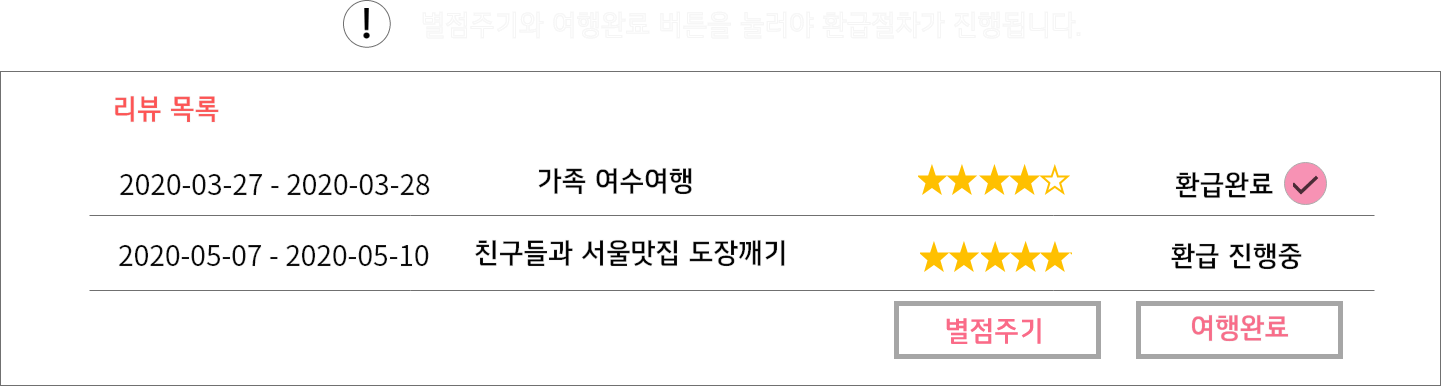 ! 별점주기와 여행완료 버튼을 눌러야 환급절차가 진행됩니다.
리뷰 목록
2020-03-27 - 2020-03-28 가족 여수여행 ★★★★☆ 환급완료
2020-05-07 - 2020-05-10 친구들과 서울맛집 도장깨기 ★★★★★ 환급 진행중
별점주기 여행완료